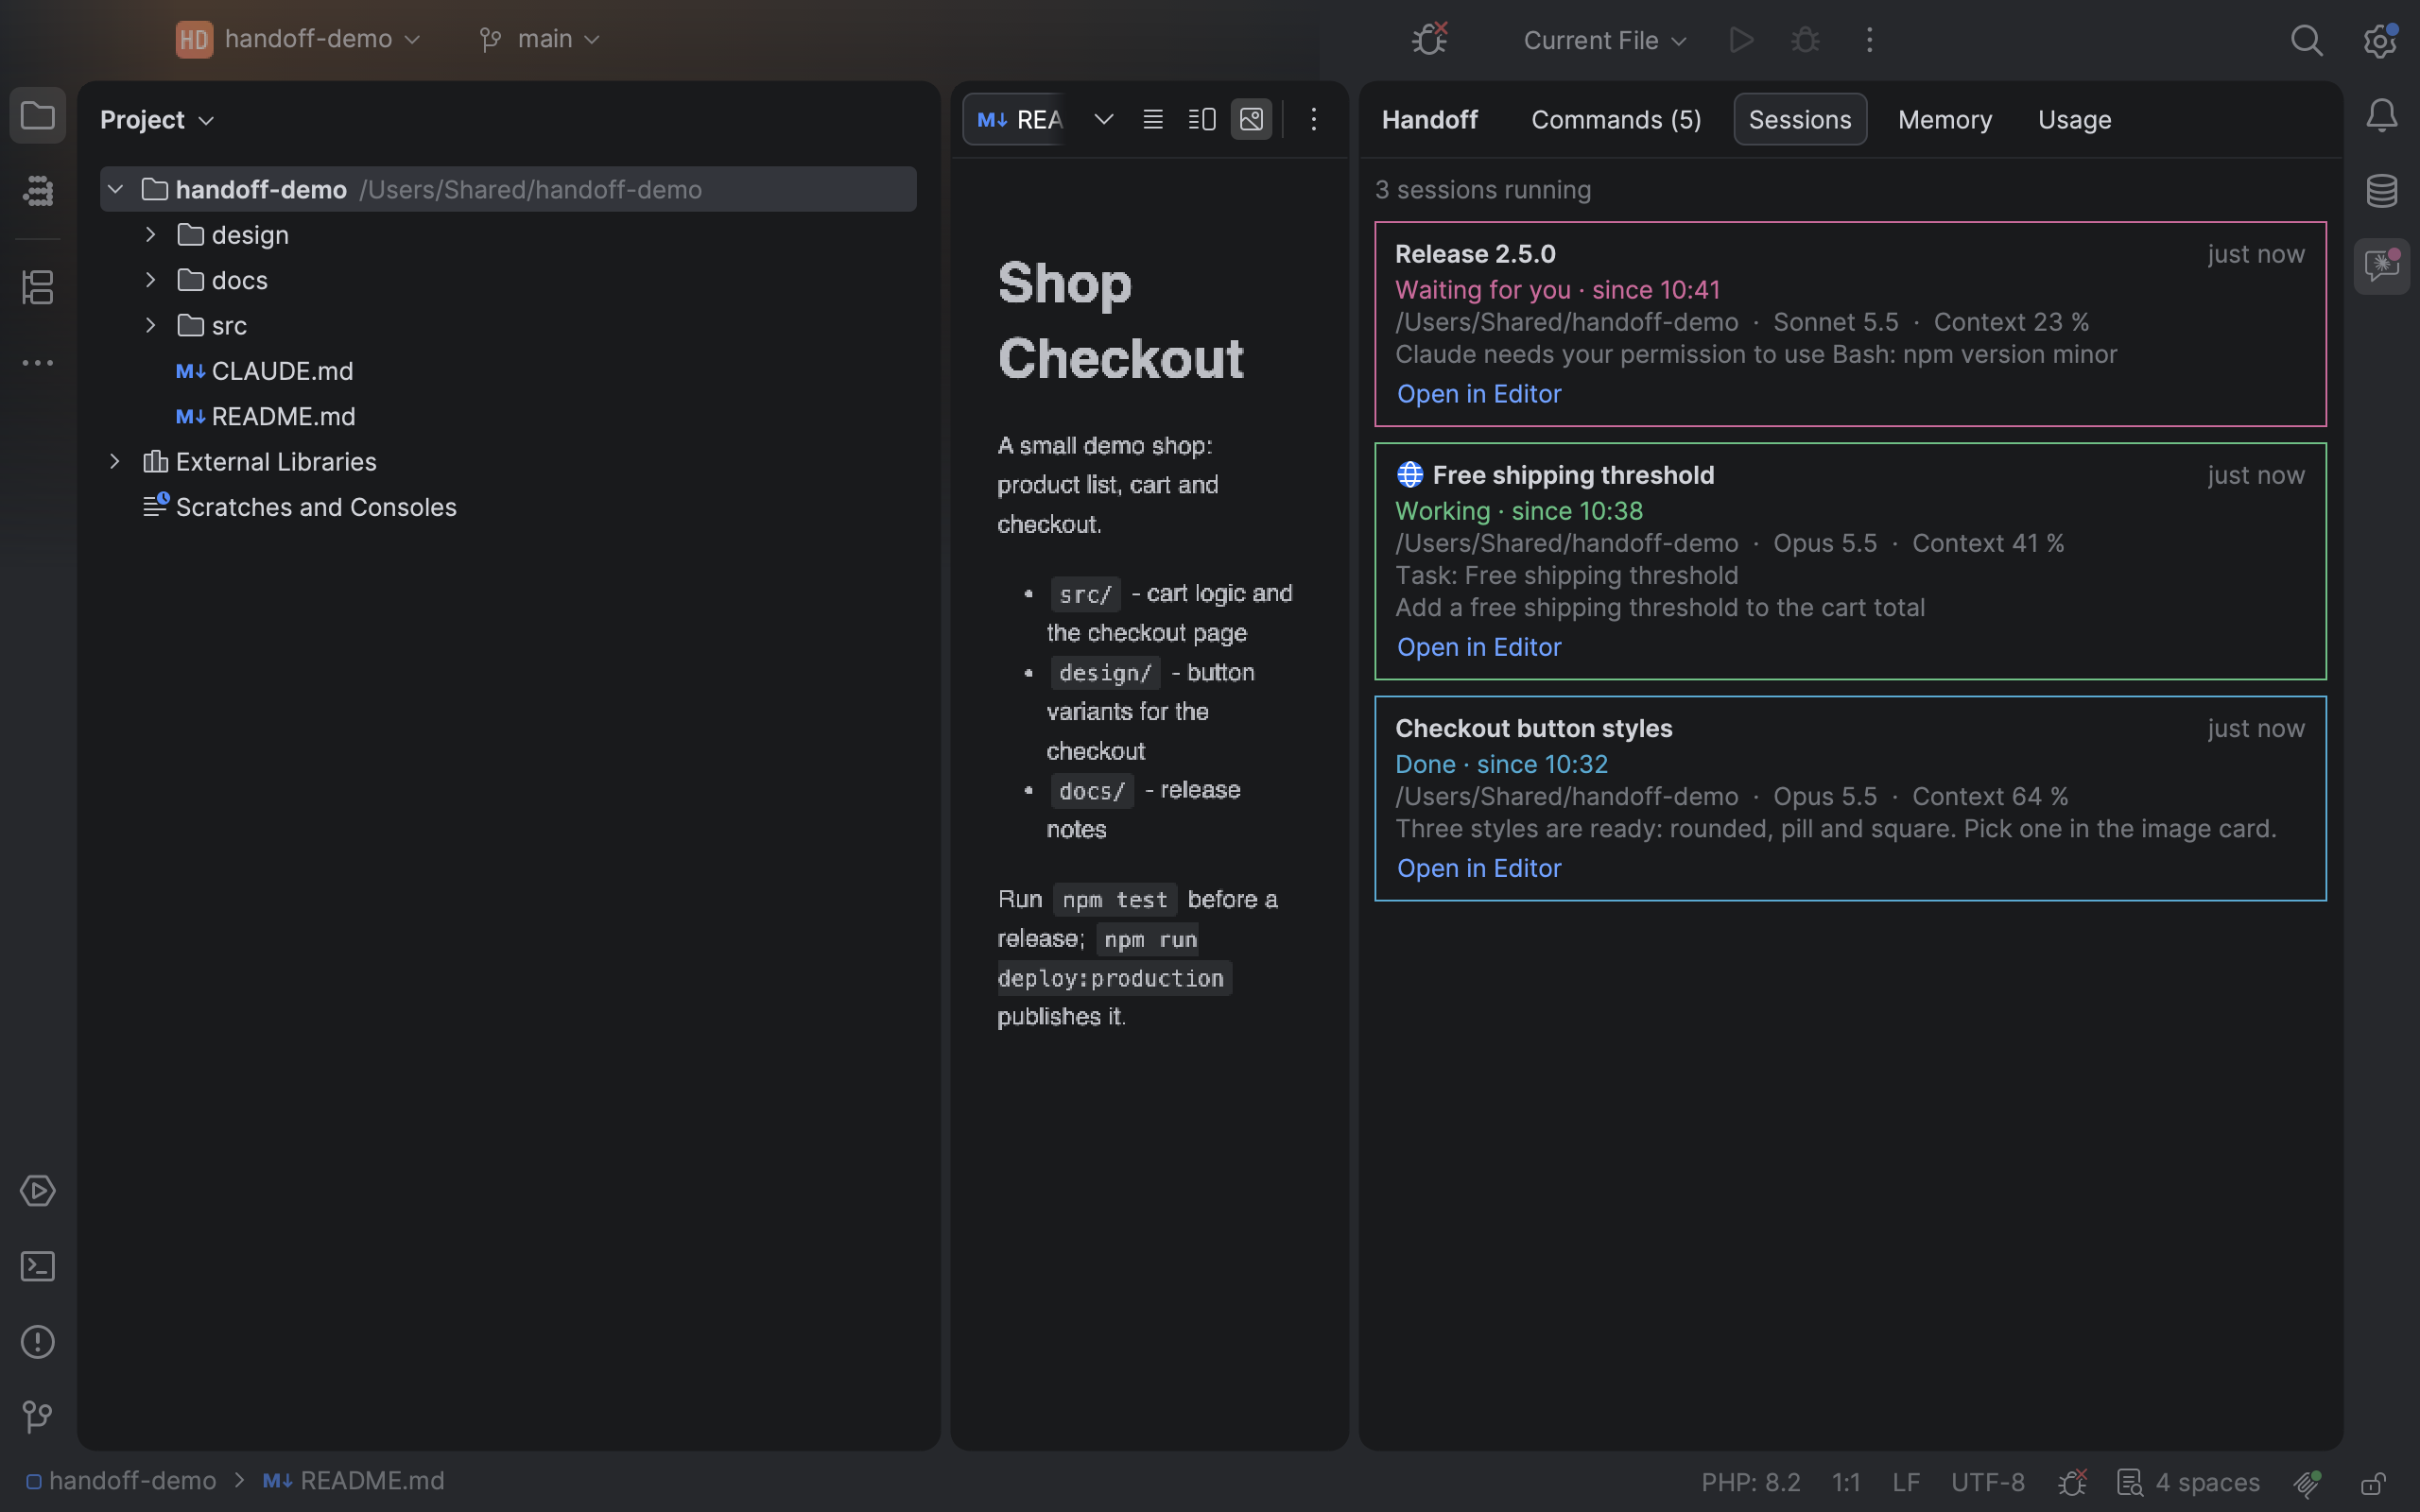 HD handoff-demo main
Current File
Project
handoff-demo /Users/Shared/handoff-demo
design
docs
src
M↓ CLAUDE.md
M↓ README.md
External Libraries
Scratches and Consoles
M↓ REA
Shop
Checkout
A small demo shop:
product list, cart and
checkout.
• src/ - cart logic and
the checkout page
• design/ - button
variants for the
checkout
• docs/ - release
notes
Run npm test before a
release; npm run
deploy:production
publishes it.
Handoff Commands (5) Sessions Memory Usage
3 sessions running
Release 2.5.0 just now
Waiting for you · since 10:41
/Users/Shared/handoff-demo · Sonnet 5.5 · Context 23 %
Claude needs your permission to use Bash: npm version minor
Open in Editor
Free shipping threshold just now
Working · since 10:38
/Users/Shared/handoff-demo · Opus 5.5 · Context 41 %
Task: Free shipping threshold
Add a free shipping threshold to the cart total
Open in Editor
Checkout button styles just now
Done · since 10:32
/Users/Shared/handoff-demo · Opus 5.5 · Context 64 %
Three styles are ready: rounded, pill and square. Pick one in the image card.
Open in Editor
handoff-demo > M↓ README.md
PHP: 8.2 1:1 LF UTF-8 4 spaces